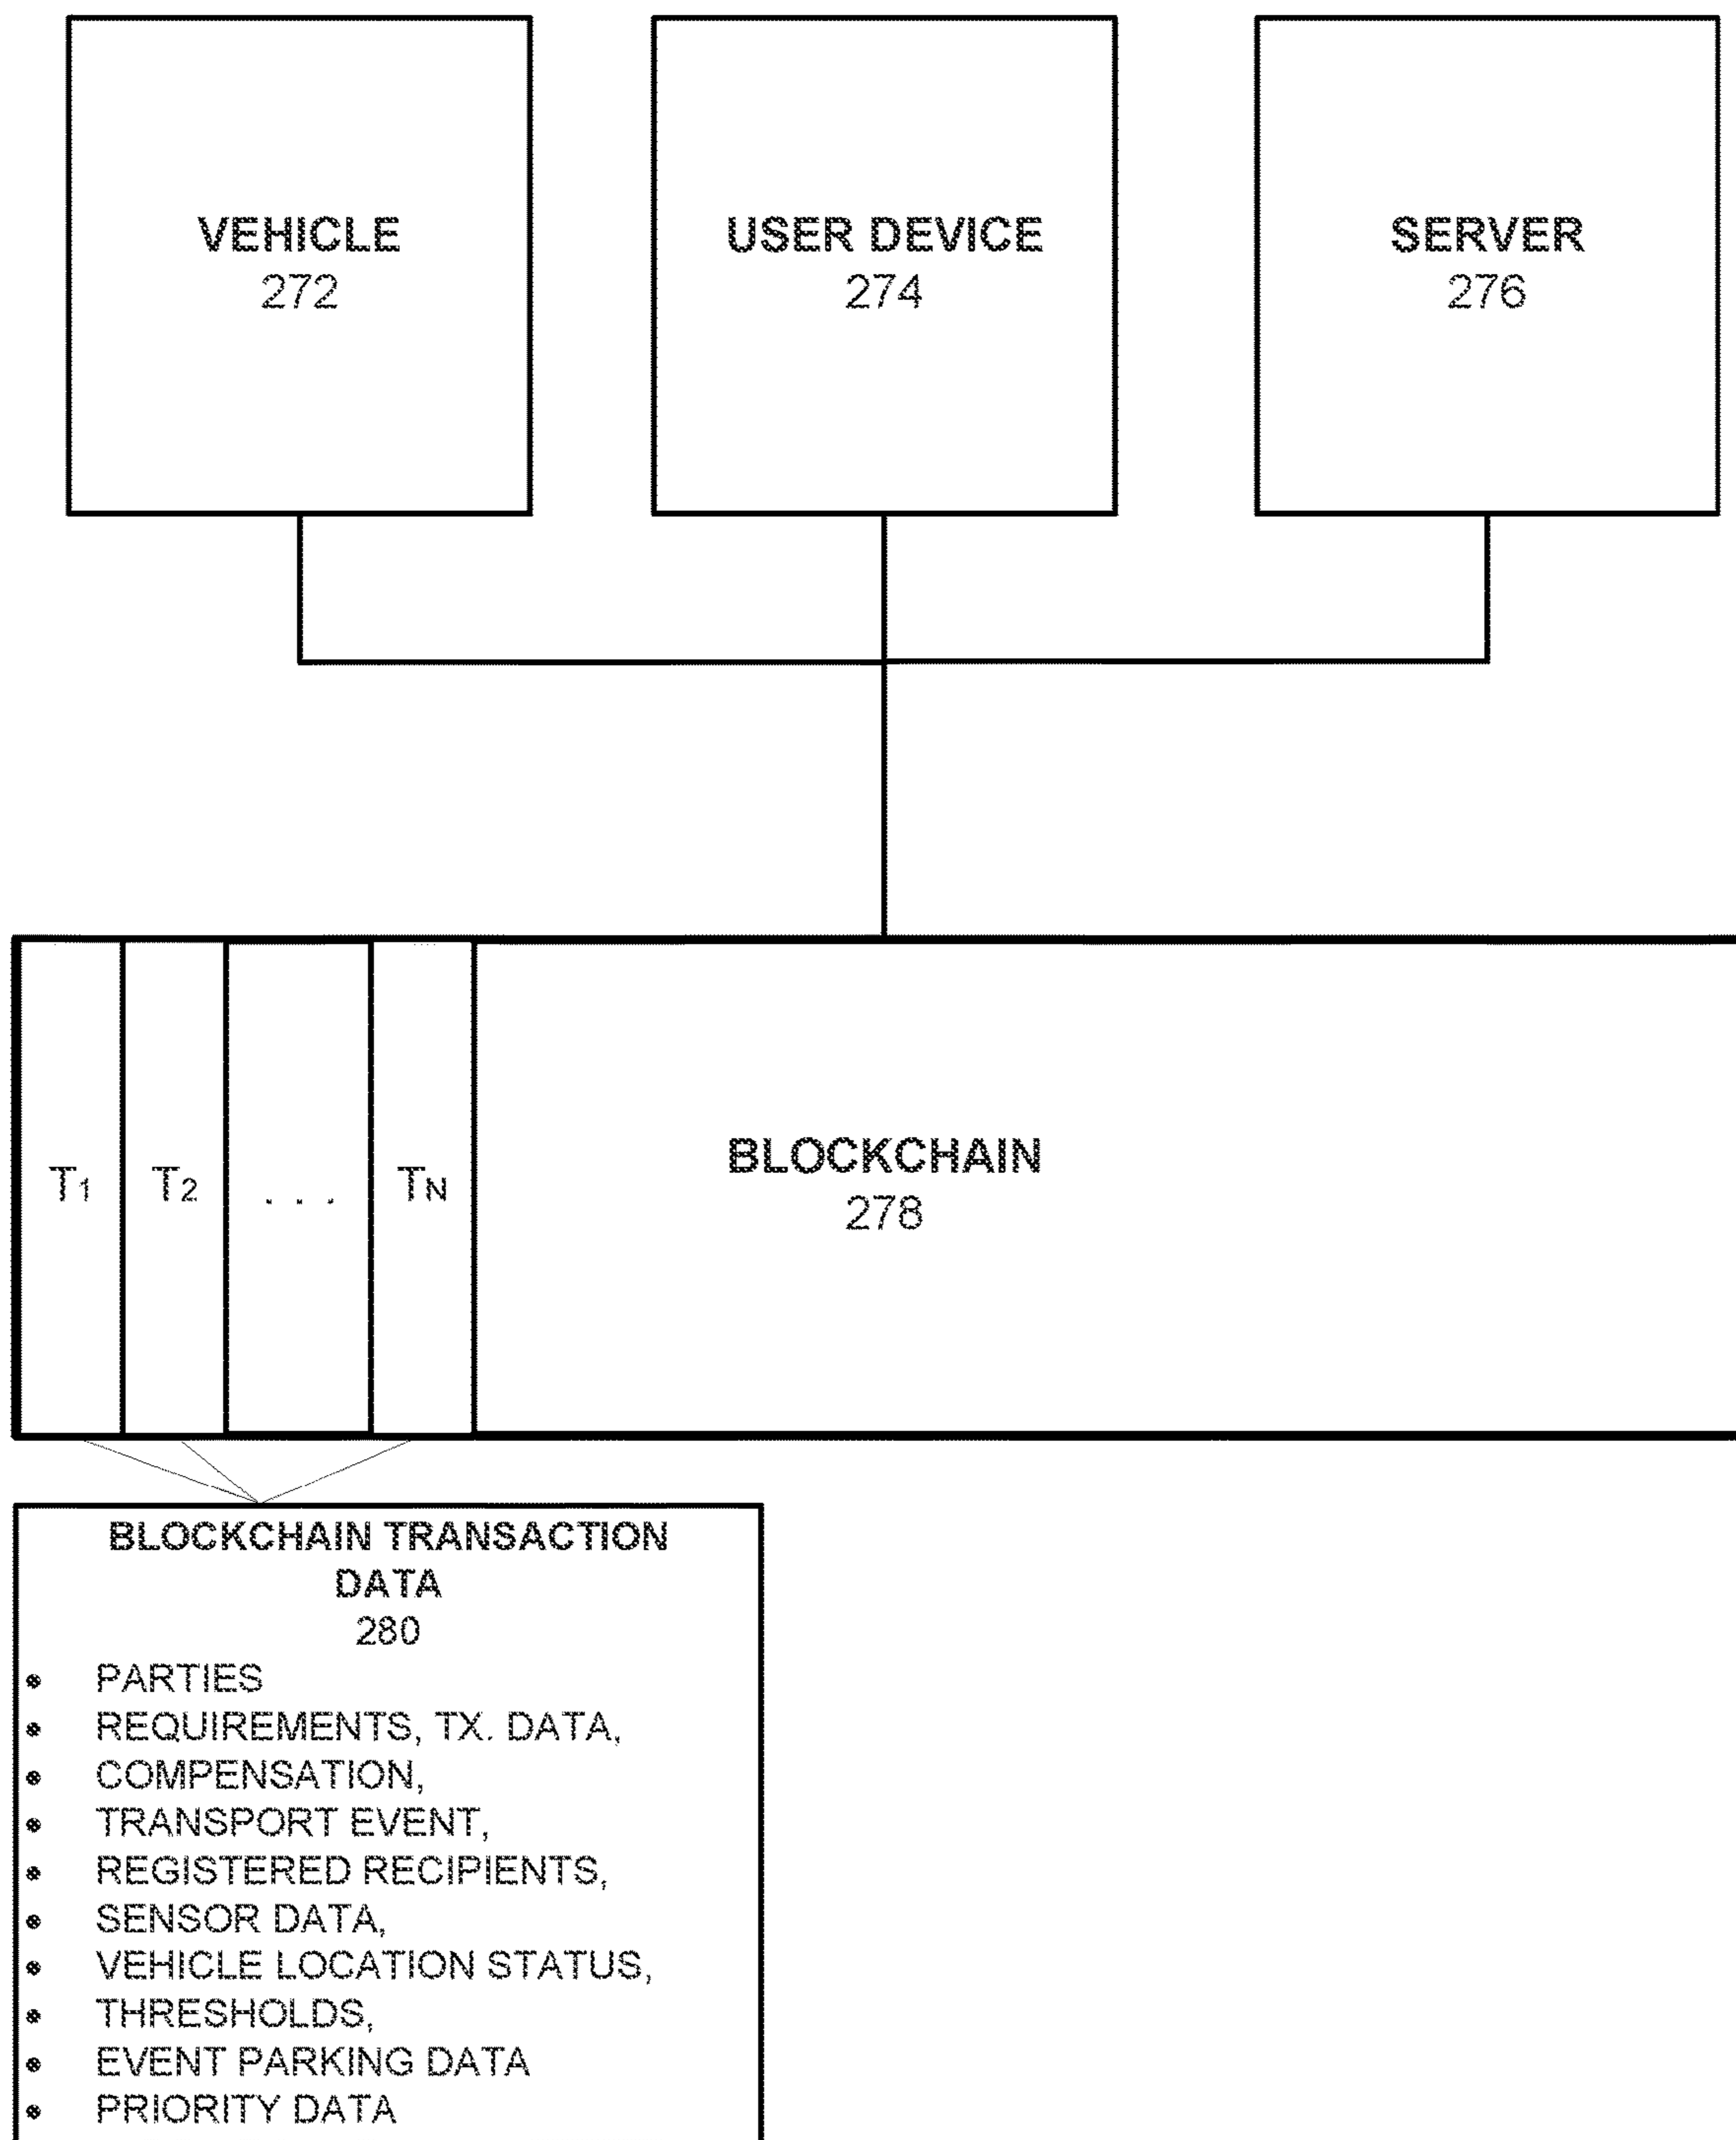 VEHICLE
272
USER DEVICE
274
SERVER
276
T1
T2
. . .
TN
BLOCKCHAIN
278
BLOCKCHAIN TRANSACTION
DATA
280
• PARTIES
• REQUIREMENTS, TX. DATA,
• COMPENSATION,
• TRANSPORT EVENT,
• REGISTERED RECIPIENTS,
• SENSOR DATA,
• VEHICLE LOCATION STATUS,
• THRESHOLDS,
• EVENT PARKING DATA
• PRIORITY DATA